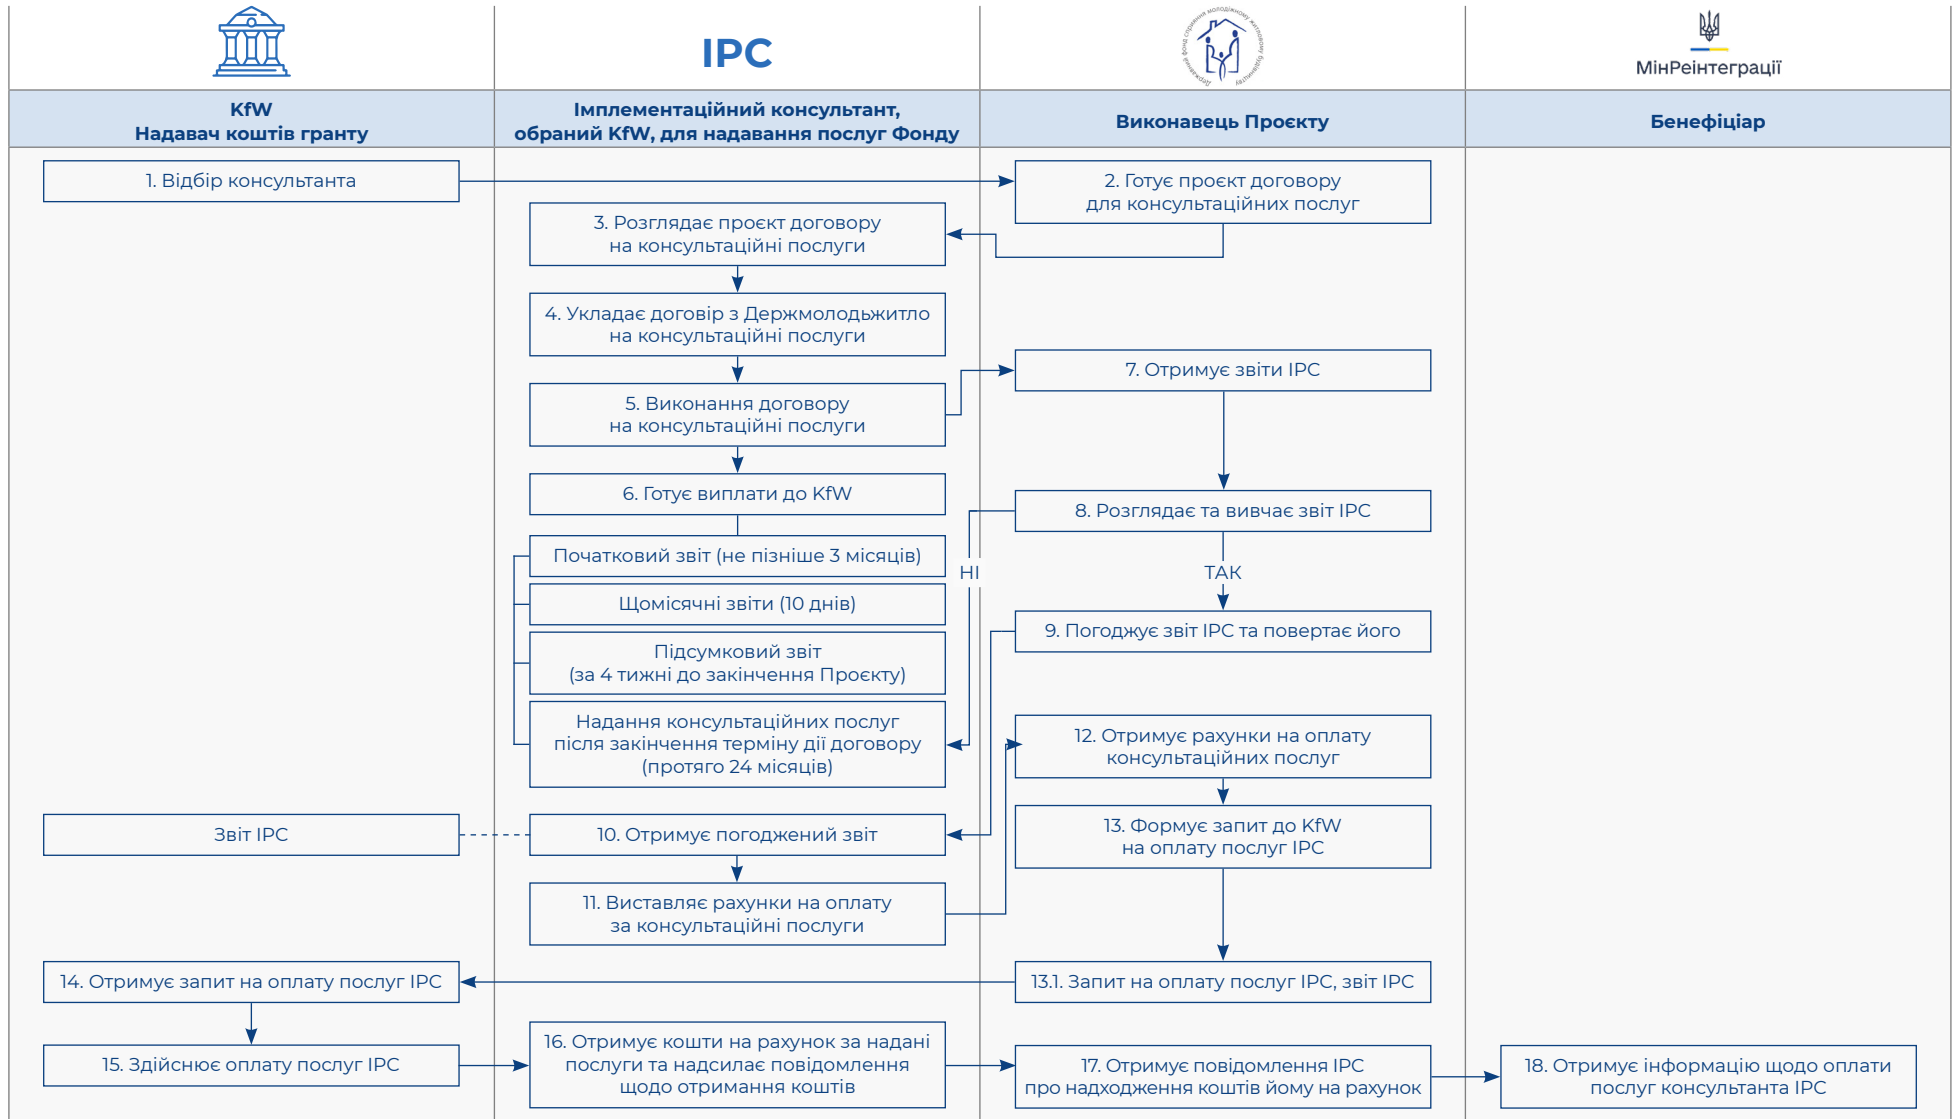 IPC
Державний фонд сприяння молодіжному житловому будівництву
МінРеінтеграції
KfW
Надавач коштів гранту
Імплементаційний консультант,
обраний KfW, для надавання послуг Фонду
Виконавець Проєкту
Бенефіціар
1. Відбір консультанта
2. Готує проєкт договору
для консультаційних послуг
3. Розглядає проєкт договору
на консультаційні послуги
4. Укладає договір з Держмолодьжитло
на консультаційні послуги
5. Виконання договору
на консультаційні послуги
7. Отримує звіти IPC
6. Готує виплати до KfW
8. Розглядає та вивчає звіт IPC
Початковий звіт (не пізніше 3 місяців)
НІ
ТАК
Щомісячні звіти (10 днів)
9. Погоджує звіт IPC та повертає його
Підсумковий звіт
(за 4 тижні до закінчення Проєкту)
Надання консультаційних послуг
після закінчення терміну дії договору
(протяго 24 місяців)
12. Отримує рахунки на оплату
консультаційних послуг
Звіт IPC
10. Отримує погоджений звіт
13. Формує запит до KfW
на оплату послуг IPC
11. Виставляє рахунки на оплату
за консультаційні послуги
14. Отримує запит на оплату послуг IPC
13.1. Запит на оплату послуг IPC, звіт IPC
15. Здійснює оплату послуг IPC
16. Отримує кошти на рахунок за надані
послуги та надсилає повідомлення
щодо отримання коштів
17. Отримує повідомлення IPC
про надходження коштів йому на рахунок
18. Отримує інформацію щодо оплати
послуг консультанта IPC